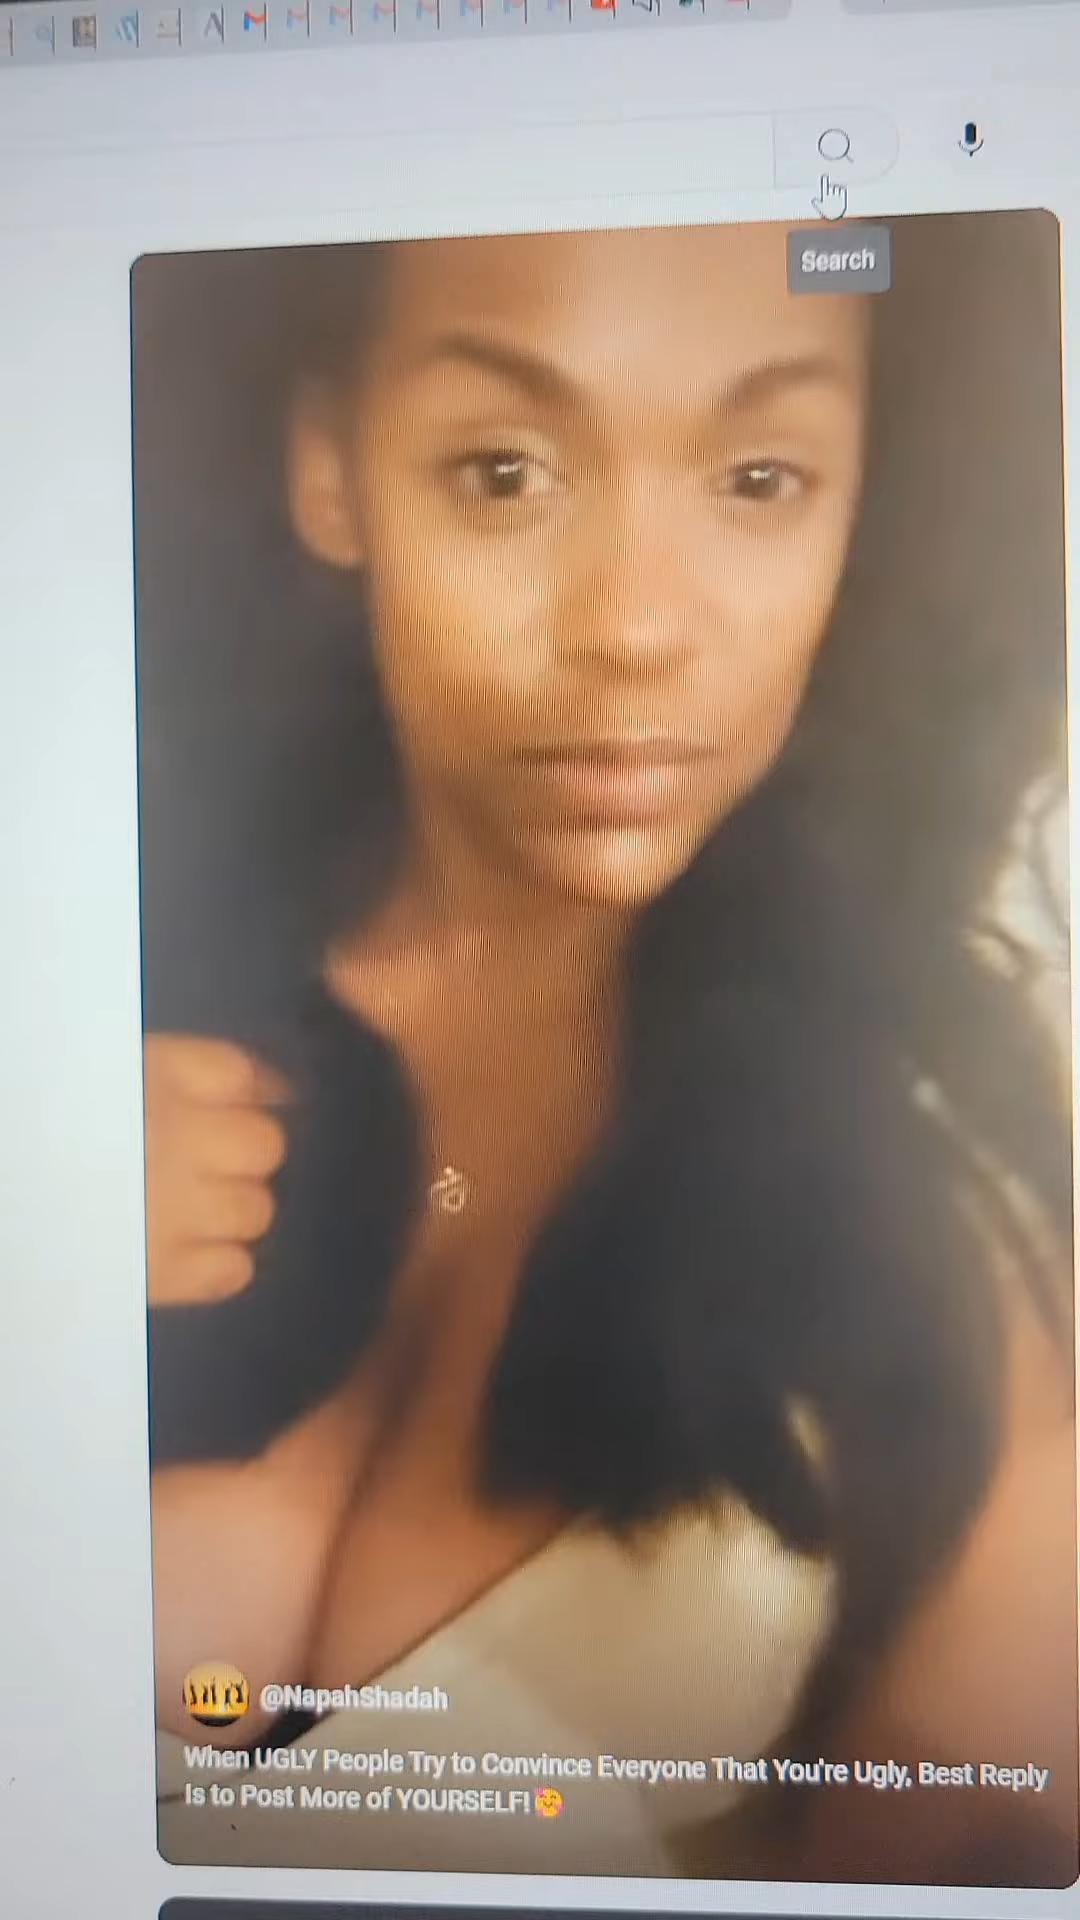 Search
@NapahShadah
When UGLY People Try to Convince Everyone That You're Ugly, Best Reply
Is to Post More of YOURSELF!🥰